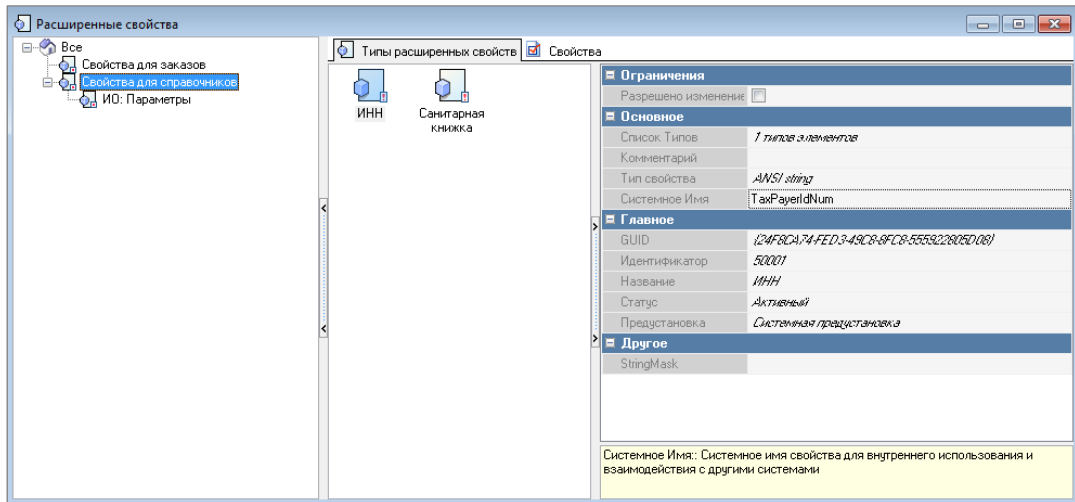 Расширенные свойства
Все
Свойства для заказов
Свойства для справочников
ИО: Параметры
Типы расширенных свойств
Свойства
ИНН
Санитарная
книжка
Ограничения
Разрешено изменение
Основное
Список Типов 1 типов элементов
Комментарий
Тип свойства ANSI string
Системное Имя TaxPayerIdNum
Главное
GUID {24F8CA74-FED3-49C8-8FC8-555922805D08}
Идентификатор 50001
Название ИНН
Статус Активный
Предустановка Системная предустановка
Другое
StringMask
Системное Имя:: Системное имя свойства для внутреннего использования и
взаимодействия с другими системами